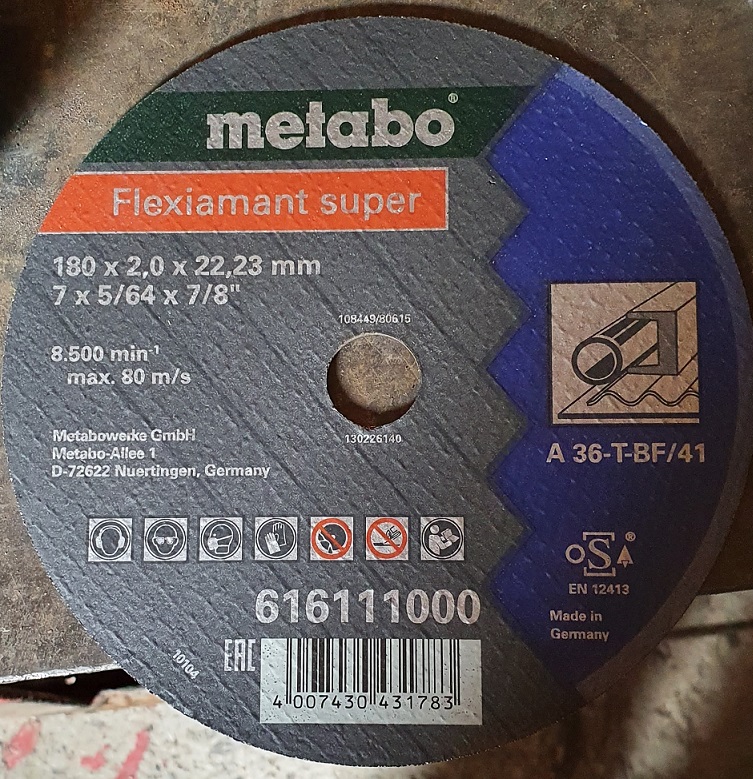 metabo®
Flexiamant super
180 x 2,0 x 22,23 mm
7 x 5/64 x 7/8"
108449/80615
8.500 min⁻¹
max. 80 m/s
130226140
Metabowerke GmbH
Metabo-Allee 1
D-72622 Nuertingen, Germany
A 36-T-BF/41
oSA®
EN 12413
Made in
Germany
616111000
10104
EAC
4 007430 431783